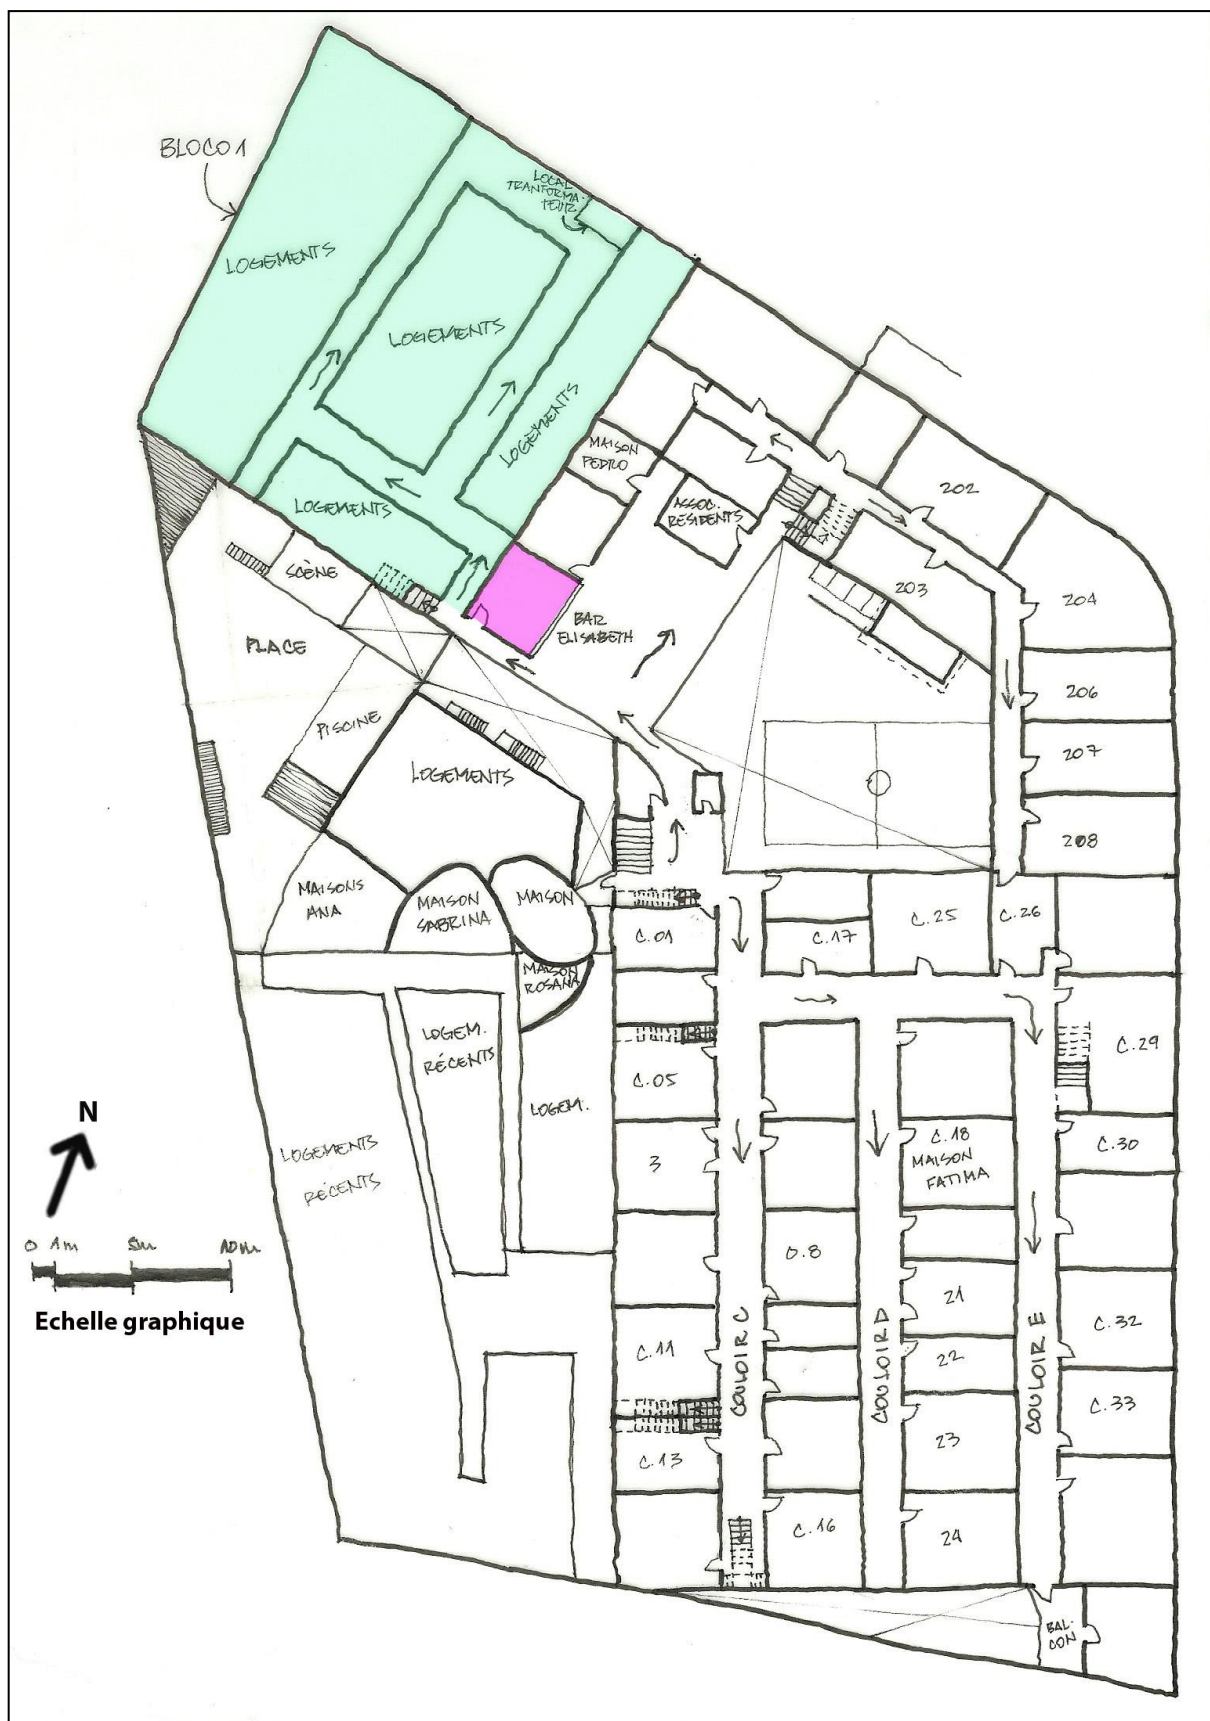 BLOCO 1
LOCAL
TRANFORMA-
TEUR
LOGEMENTS
LOGEMENTS
LOGEMENTS
LOGEMENTS
MAISON
PEDRO
ASSOC.
RESIDENTS
202
203
204
SCÈNE
BAR
ELISABETH
PLACE
206
PISCINE
207
LOGEMENTS
208
MAISONS
ANA
MAISON
SABRINA
MAISON
C.01
C.17
C.25
C.26
MAISON
ROSANA
LOGEM.
RÉCENTS
C.05
C.29
LOGEM.
N
LOGEMENTS
RÉCENTS
3
C.18
MAISON
FATIMA
C.30
0 1m 5m 10m
Echelle graphique
0.8
21
C.11
22
C.32
COULOIR C
COULOIR D
COULOIR E
C.33
23
C.13
C.16
24
BAL-
CON